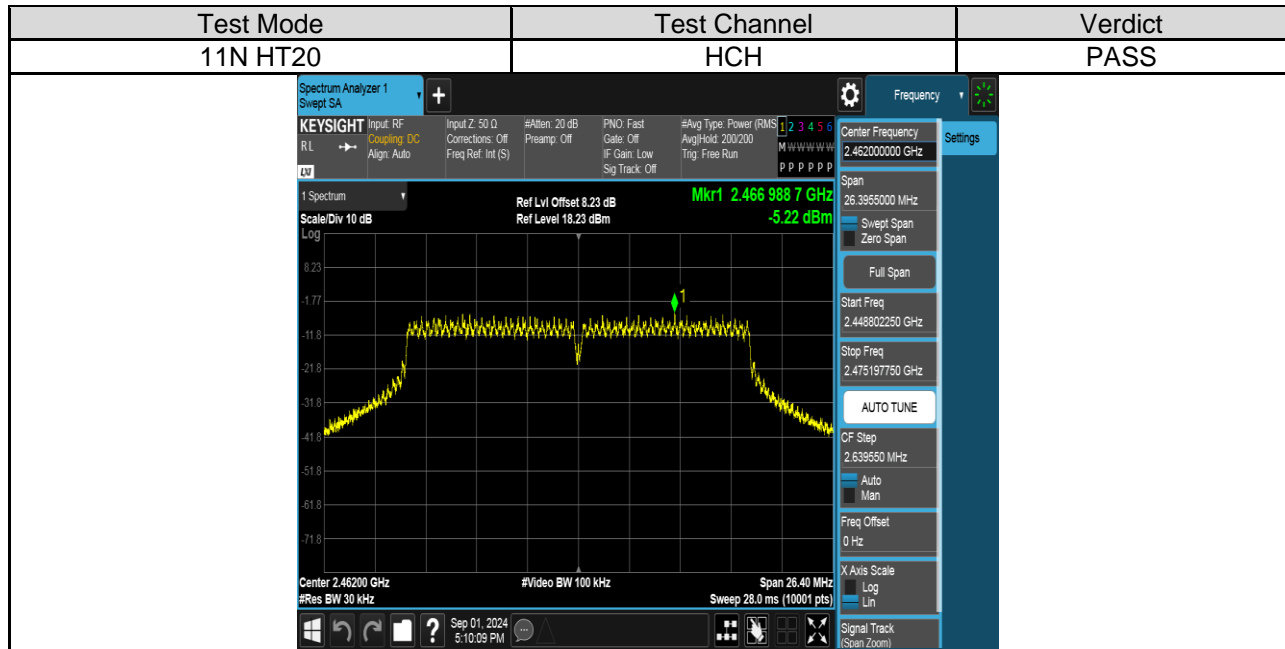 Test Mode Test Channel Verdict
11N HT20 HCH PASS
Spectrum Analyzer 1
Swept SA
+
Frequency
KEYSIGHT
RL
LXI
Input: RF
Coupling: DC
Align: Auto
Input Z: 50 Ω
Corrections: Off
Freq Ref: Int (S)
#Atten: 20 dB
Preamp: Off
PNO: Fast
Gate: Off
IF Gain: Low
Sig Track: Off
#Avg Type: Power (RMS
Avg|Hold: 200/200
Trig: Free Run
1 2 3 4 5 6
M W W W W W
P P P P P P
1 Spectrum
Scale/Div 10 dB
Log
Ref Lvl Offset 8.23 dB
Ref Level 18.23 dBm
Mkr1 2.466 988 7 GHz
-5.22 dBm
1
8.23
-1.77
-11.8
-21.8
-31.8
-41.8
-51.8
-61.8
-71.8
Center 2.46200 GHz
#Res BW 30 kHz
#Video BW 100 kHz
Span 26.40 MHz
Sweep 28.0 ms (10001 pts)
Center Frequency
2.462000000 GHz
Settings
Span
26.3955000 MHz
Swept Span
Zero Span
Full Span
Start Freq
2.448802250 GHz
Stop Freq
2.475197750 GHz
AUTO TUNE
CF Step
2.639550 MHz
Auto
Man
Freq Offset
0 Hz
X Axis Scale
Log
Lin
Signal Track
(Span Zoom)
?
Sep 01, 2024
5:10:09 PM